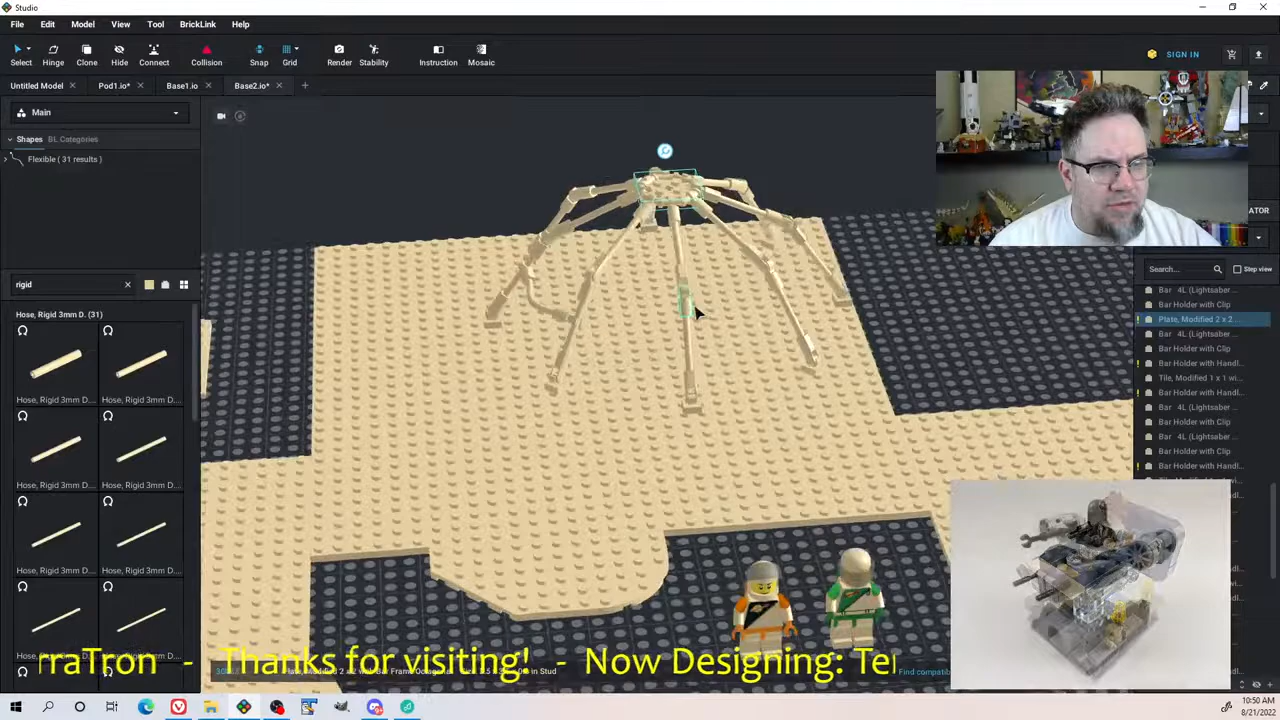 Studio
File Edit Model View Tool BrickLink Help
Select Hinge Clone Hide Connect Collision Snap Grid Render Stability Instruction Mosaic SIGN IN
Untitled Model Pod1.io* Base1.io Base2.io*
Main
Shapes BL Categories
Flexible ( 31 results )
rigid
Hose, Rigid 3mm D. (31)
Hose, Rigid 3mm D... Hose, Rigid 3mm D...
Hose, Rigid 3mm D... Hose, Rigid 3mm D...
Hose, Rigid 3mm D... Hose, Rigid 3mm D...
Search... Step view
Bar 4L (Lightsaber ...
Bar Holder with Clip
Plate, Modified 2 x 2 ...
Bar 4L (Lightsaber ...
Bar Holder with Clip
Bar Holder with Handl...
Tile, Modified 1 x 1 wi...
Bar Holder with Handl...
Bar 4L (Lightsaber ...
Bar Holder with Clip
Bar 4L (Lightsaber ...
Bar Holder with Clip
Bar Holder with Handl...
rraTron - Thanks for visiting! - Now Designing: Te
Find compatib
10:50 AM
8/21/2022